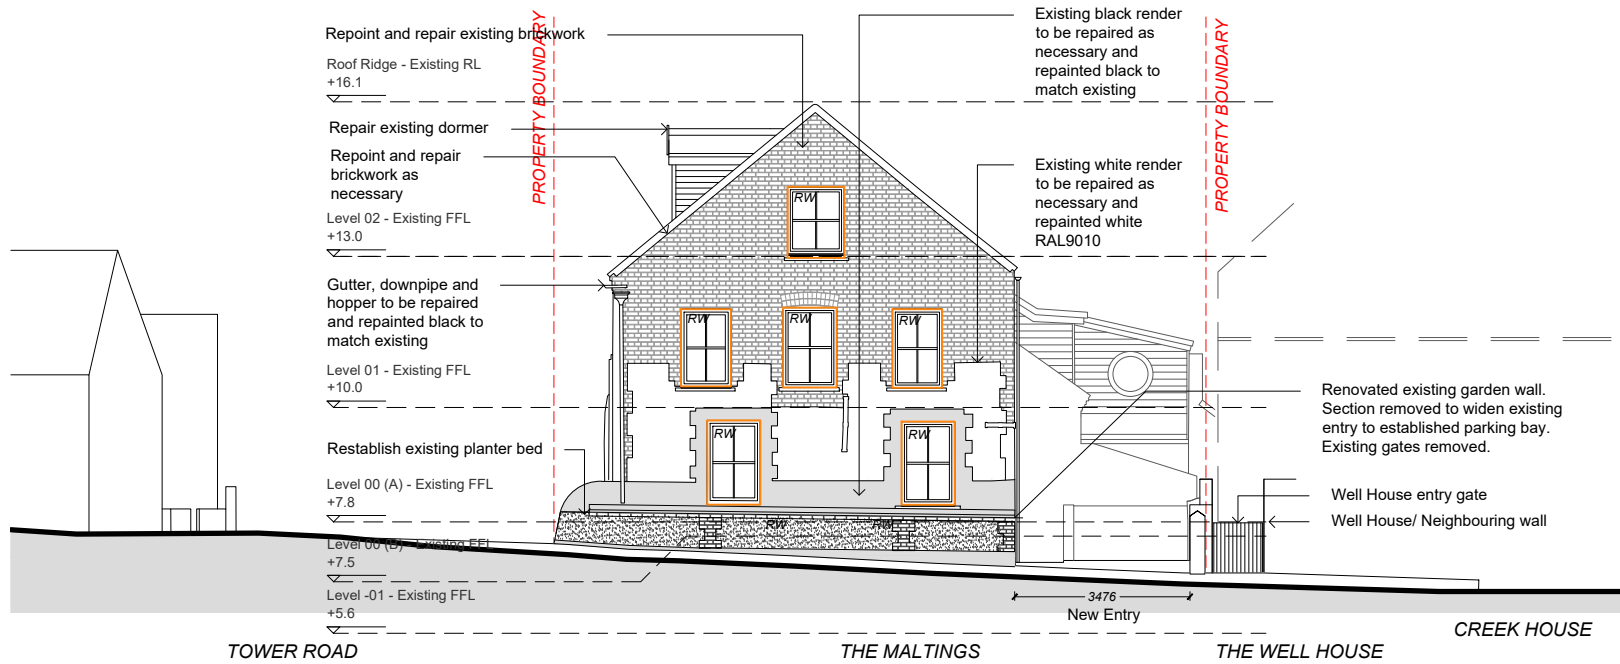 Repoint and repair existing brickwork
Roof Ridge - Existing RL
+16.1
Repair existing dormer
Repoint and repair
brickwork as
necessary
Level 02 - Existing FFL
+13.0
Gutter, downpipe and
hopper to be repaired
and repainted black to
match existing
Level 01 - Existing FFL
+10.0
Restablish existing planter bed
Level 00 (A) - Existing FFL
+7.8
Level 00 (B) - Existing FFL
+7.5
Level -01 - Existing FFL
+5.6
PROPERTY BOUNDARY
Existing black render
to be repaired as
necessary and
repainted black to
match existing
Existing white render
to be repaired as
necessary and
repainted white
RAL9010
PROPERTY BOUNDARY
RW
RW
RW
RW
RW
RW
RW
RW
Renovated existing garden wall.
Section removed to widen existing
entry to established parking bay.
Existing gates removed.
Well House entry gate
Well House/ Neighbouring wall
3476
New Entry
TOWER ROAD
THE MALTINGS
THE WELL HOUSE
CREEK HOUSE